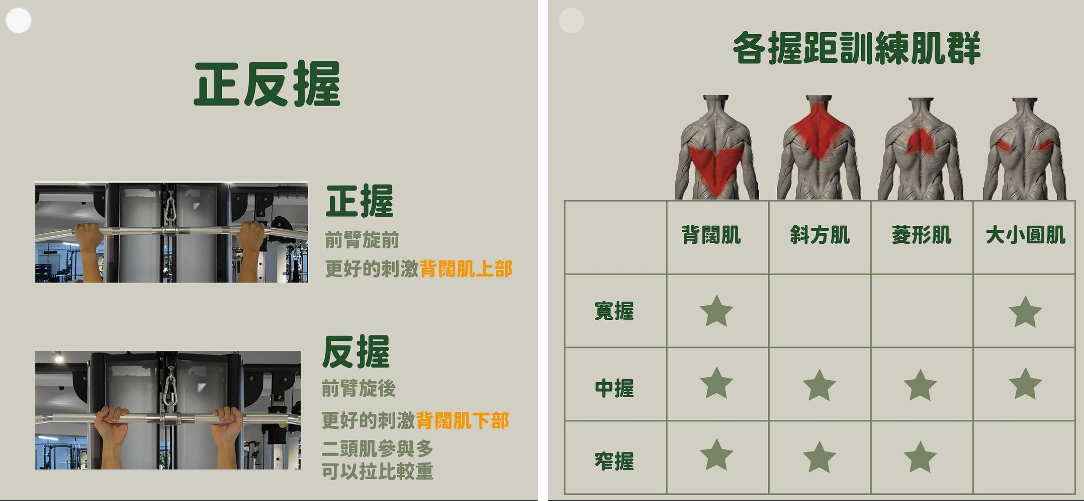 正反握
正握
前臂旋前
更好的刺激背闊肌上部
反握
前臂旋後
更好的刺激背闊肌下部
二頭肌參與多
可以拉比較重
各握距訓練肌群
背闊肌 斜方肌 菱形肌 大小圓肌
寬握
中握
窄握